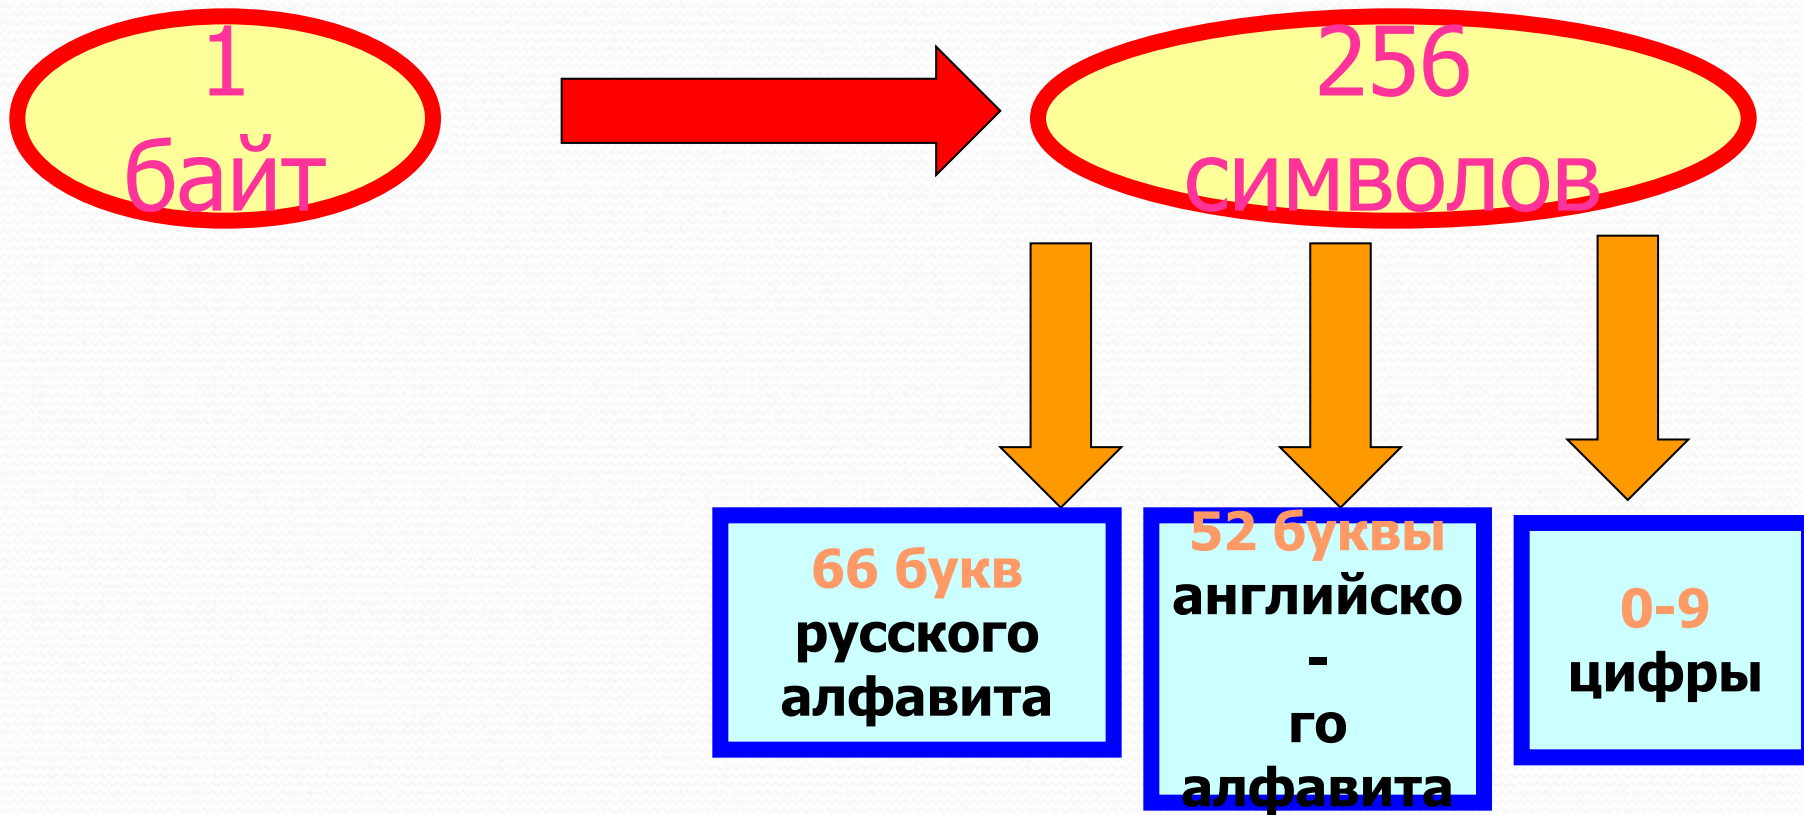 1
байт
256
символов
66 букв
русского
алфавита
52 буквы
английско
-
го
алфавита
0-9
цифры